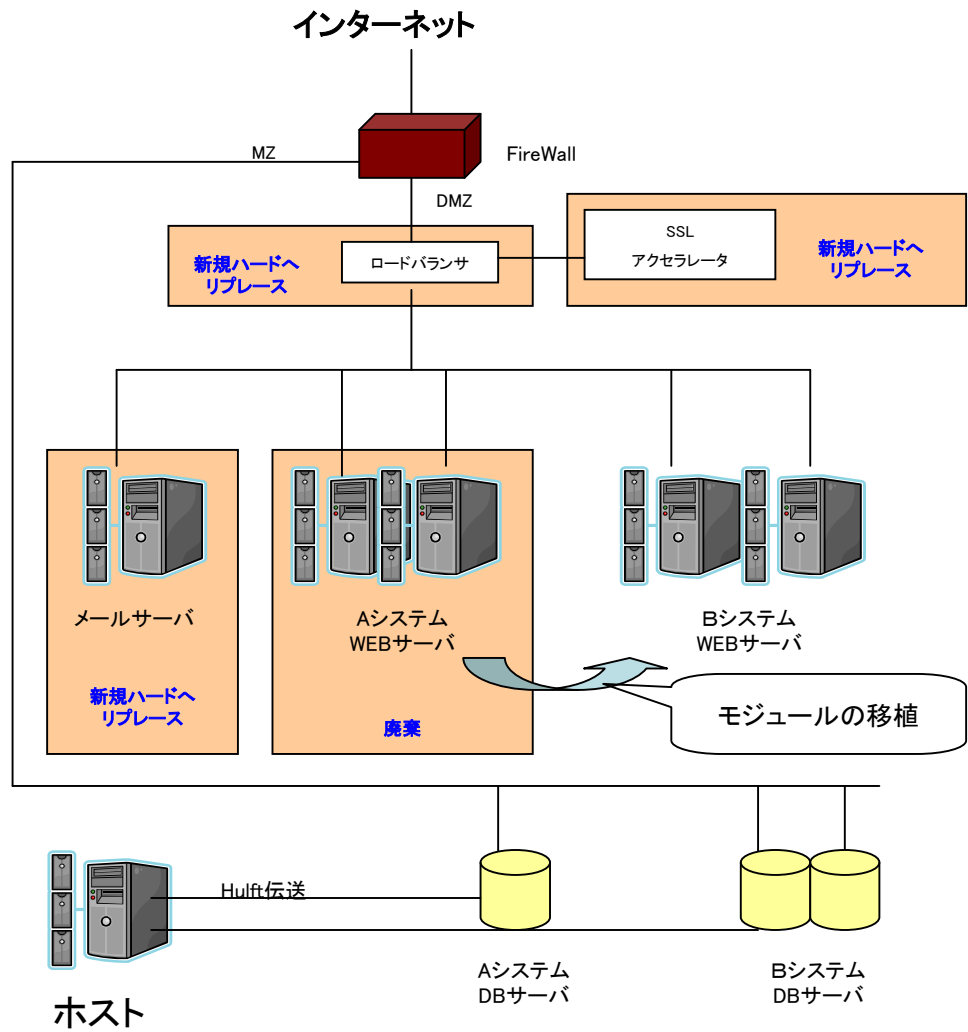 インターネット
MZ
FireWall
DMZ
SSL
アクセラレータ
新規ハードへ
リプレース
ロードバランサ
新規ハードへ
リプレース
メールサーバ
Aシステム
WEBサーバ
Bシステム
WEBサーバ
新規ハードへ
リプレース
廃棄
モジュールの移植
Hulft伝送
Aシステム
DBサーバ
Bシステム
DBサーバ
ホスト